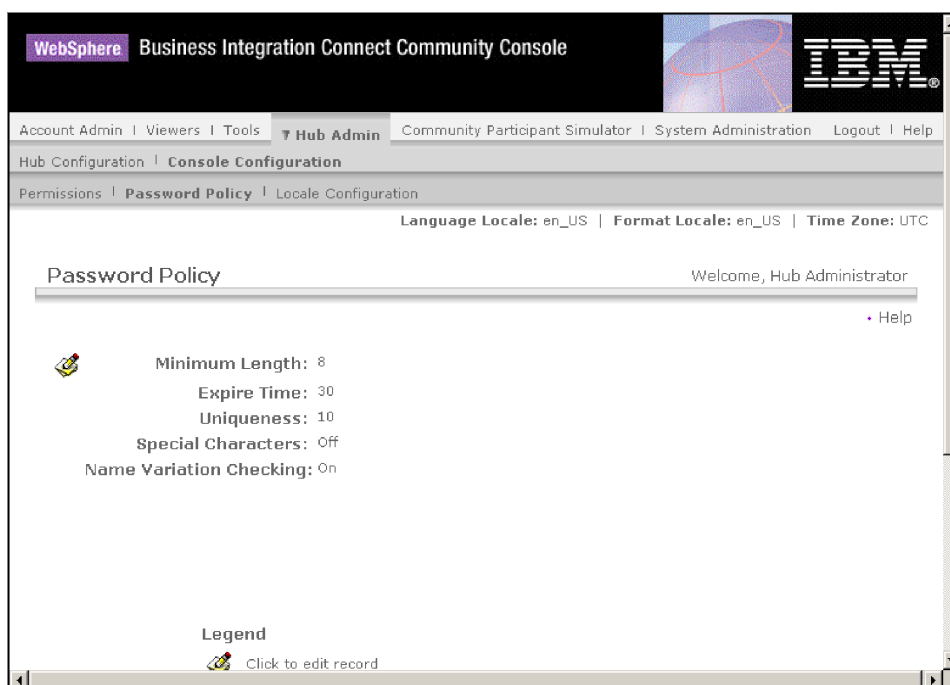 WebSphere. Business Integration Connect Community Console
IBM®
Account Admin | Viewers | Tools Hub Admin Community Participant Simulator | System Administration Logout | Help
Hub Configuration | Console Configuration
Permissions | Password Policy | Locale Configuration
Language Locale: en_US | Format Locale: en_US | Time Zone: UTC
Password Policy Welcome, Hub Administrator
• Help
Minimum Length: 8
Expire Time: 30
Uniqueness: 10
Special Characters: Off
Name Variation Checking: On
Legend
Click to edit record